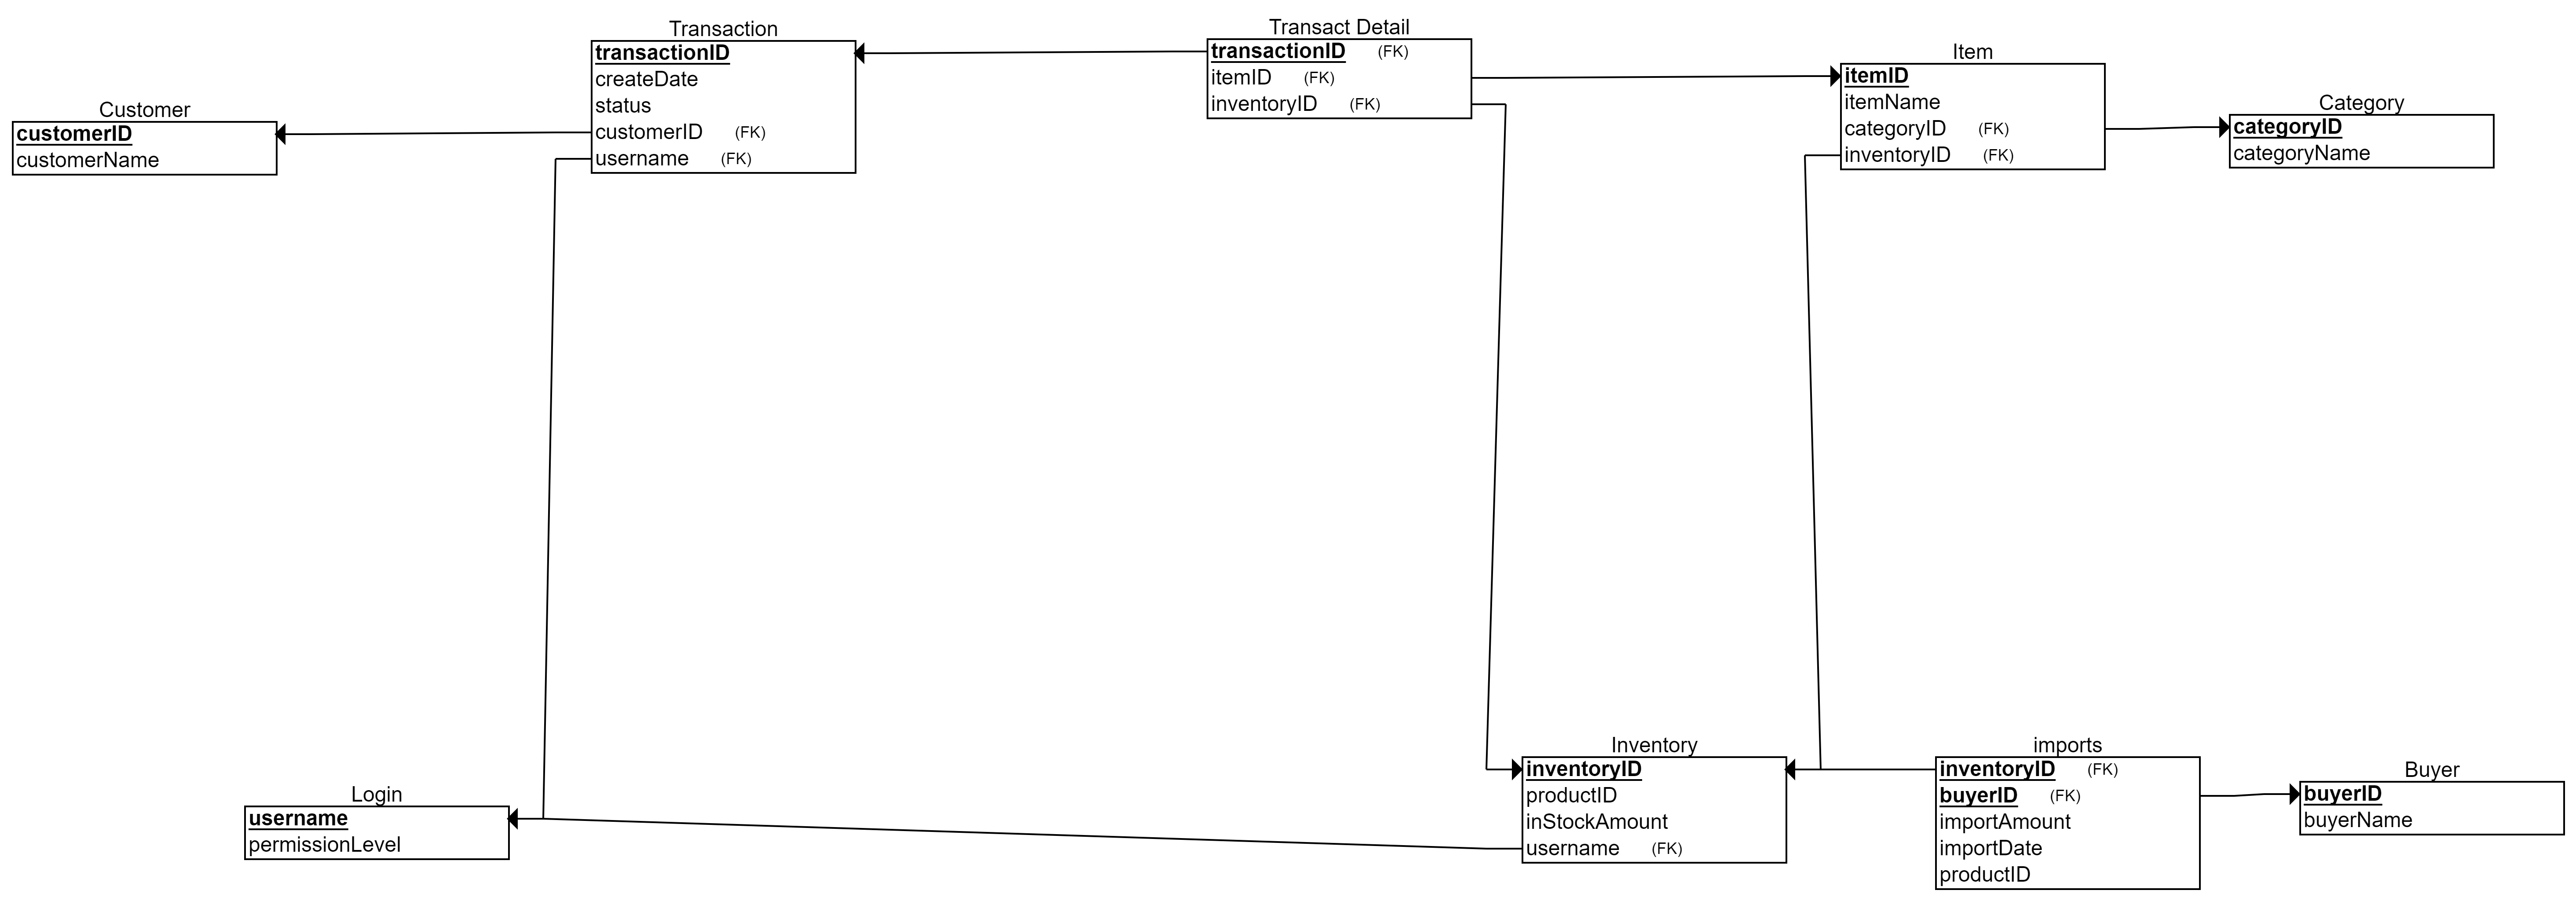 Customer
customerID
customerName
Transaction
transactionID
createDate
status
customerID (FK)
username (FK)
Transact Detail
transactionID (FK)
itemID (FK)
inventoryID (FK)
Item
itemID
itemName
categoryID (FK)
inventoryID (FK)
Category
categoryID
categoryName
Login
username
permissionLevel
Inventory
inventoryID
productID
inStockAmount
username (FK)
imports
inventoryID (FK)
buyerID (FK)
importAmount
importDate
productID
Buyer
buyerID
buyerName